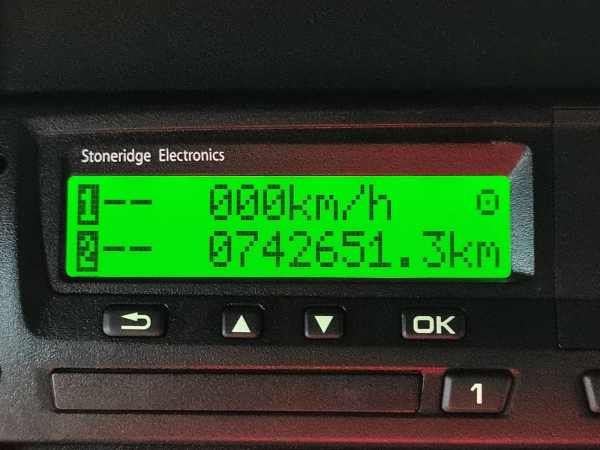 Stoneridge Electronics
1-- 000km/h
2-- 0742651.3km
OK
1